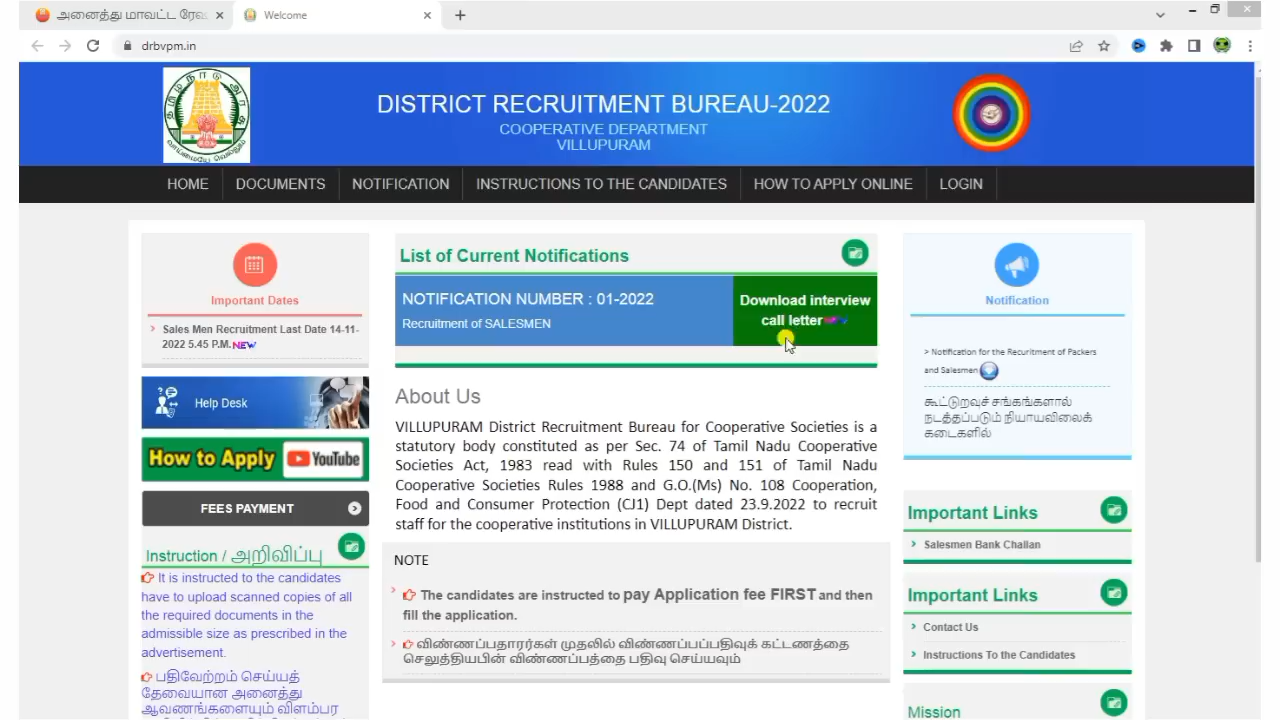 அனைத்து மாவட்ட ரேஷ
Welcome
drbvpm.in
DISTRICT RECRUITMENT BUREAU-2022
COOPERATIVE DEPARTMENT
VILLUPURAM
HOME
DOCUMENTS
NOTIFICATION
INSTRUCTIONS TO THE CANDIDATES
HOW TO APPLY ONLINE
LOGIN
Important Dates
Sales Men Recruitment Last Date 14-11-
2022 5.45 P.M. NEW
Help Desk
How to Apply YouTube
FEES PAYMENT
Instruction / அறிவிப்பு
It is instructed to the candidates
have to upload scanned copies of all
the required documents in the
admissible size as prescribed in the
advertisement.
பதிவேற்றம் செய்யத்
தேவையான அனைத்து
ஆவணங்களையும் விளம்பர
List of Current Notifications
NOTIFICATION NUMBER : 01-2022
Recruitment of SALESMEN
Download interview
call letter
About Us
VILLUPURAM District Recruitment Bureau for Cooperative Societies is a
statutory body constituted as per Sec. 74 of Tamil Nadu Cooperative
Societies Act, 1983 read with Rules 150 and 151 of Tamil Nadu
Cooperative Societies Rules 1988 and G.O.(Ms) No. 108 Cooperation,
Food and Consumer Protection (CJ1) Dept dated 23.9.2022 to recruit
staff for the cooperative institutions in VILLUPURAM District.
NOTE
The candidates are instructed to pay Application fee FIRST and then
fill the application.
விண்ணப்பதாரர்கள் முதலில் விண்ணப்பப்பதிவுக் கட்டணத்தை
செலுத்தியபின் விண்ணப்பத்தை பதிவு செய்யவும்
Notification
> Notification for the Recuritment of Packers
and Salesmen
கூட்டுறவுச் சங்கங்களால்
நடத்தப்படும் நியாயவிலைக்
கடைகளில்
Important Links
Salesmen Bank Challan
Important Links
Contact Us
Instructions To the Candidates
Mission